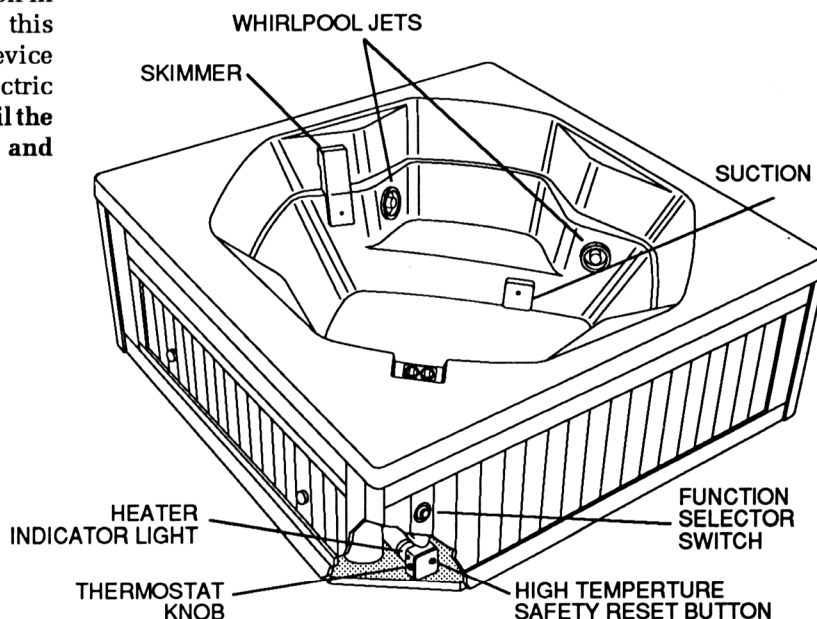 this
evice
ectric
il the
and
WHIRLPOOL JETS
SKIMMER
SUCTION
HEATER
INDICATOR LIGHT
THERMOSTAT
KNOB
FUNCTION
SELECTOR
SWITCH
HIGH TEMPERTURE
SAFETY RESET BUTTON